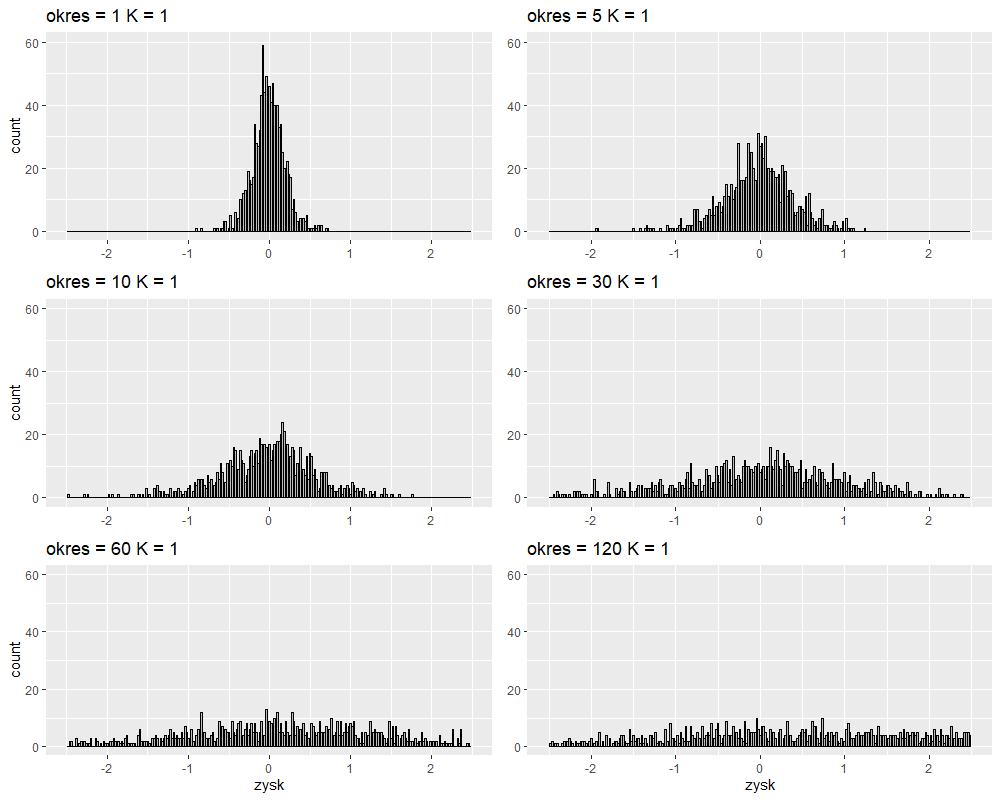 okres = 1 K = 1
okres = 5 K = 1
60
40
20
0
count
-2 -1 0 1 2
60
40
20
0
-2 -1 0 1 2
okres = 10 K = 1
okres = 30 K = 1
60
40
20
0
count
-2 -1 0 1 2
60
40
20
0
-2 -1 0 1 2
okres = 60 K = 1
okres = 120 K = 1
60
40
20
0
count
-2 -1 0 1 2
zysk
60
40
20
0
-2 -1 0 1 2
zysk